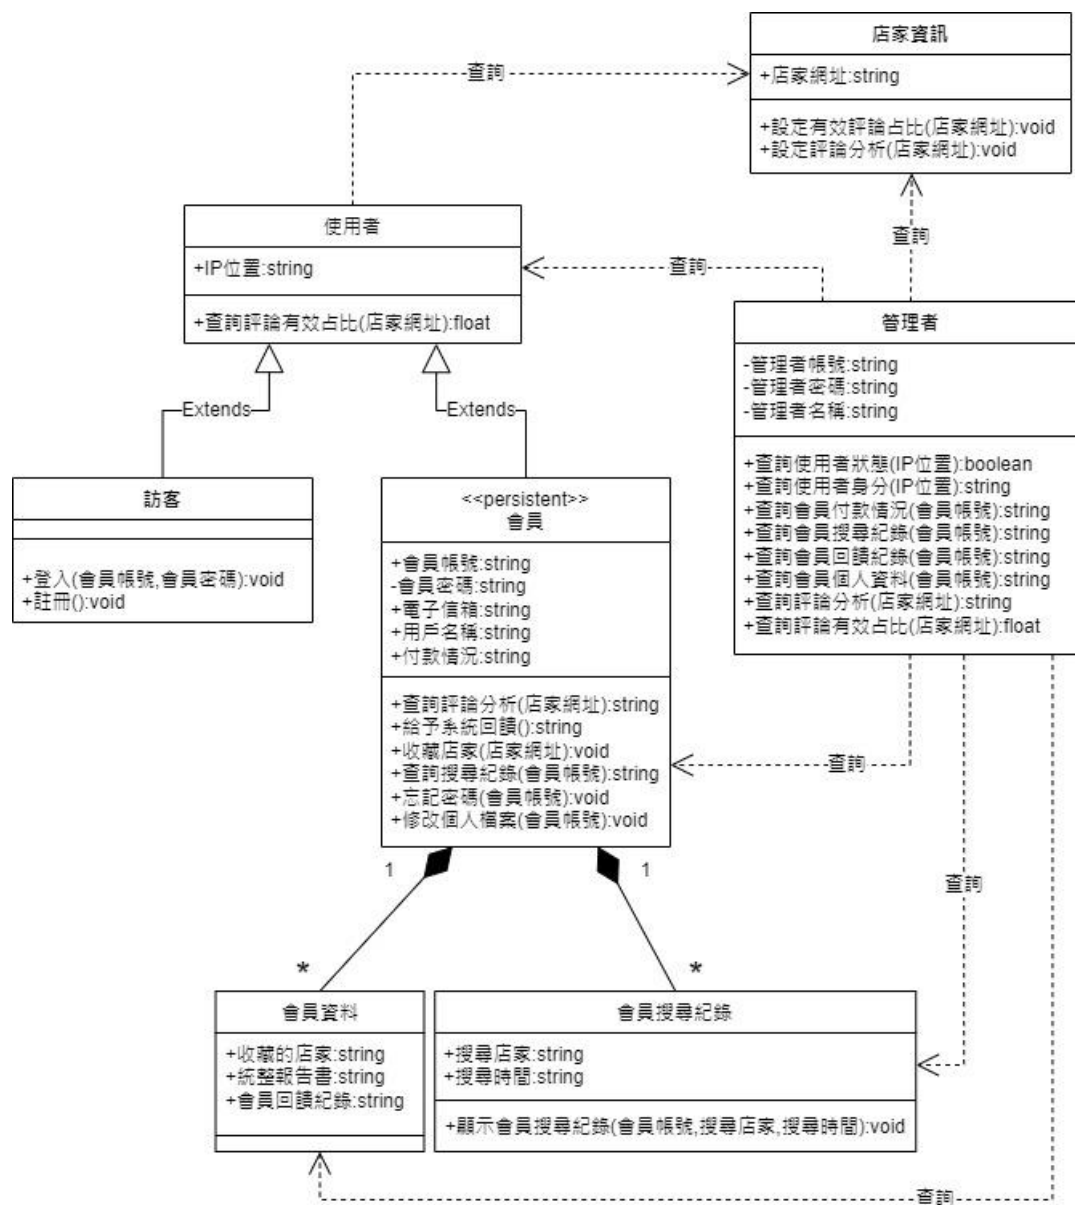 店家資訊
+店家網址:string
+設定有效評論占比(店家網址):void
+設定評論分析(店家網址):void
查詢
使用者
+IP位置:string
+查詢評論有效占比(店家網址):float
查詢
查詢
管理者
-管理者帳號:string
-管理者密碼:string
-管理者名稱:string
+查詢使用者狀態(IP位置):boolean
+查詢使用者身分(IP位置):string
+查詢會員付款情況(會員帳號):string
+查詢會員搜尋紀錄(會員帳號):string
+查詢會員回饋紀錄(會員帳號):string
+查詢會員個人資料(會員帳號):string
+查詢評論分析(店家網址):string
+查詢評論有效占比(店家網址):float
Extends
Extends
訪客
+登入(會員帳號,會員密碼):void
+註冊():void
<<persistent>>
會員
+會員帳號:string
-會員密碼:string
+電子信箱:string
+用戶名稱:string
+付款情況:string
+查詢評論分析(店家網址):string
+給予系統回饋():string
+收藏店家(店家網址):void
+查詢搜尋紀錄(會員帳號):string
+忘記密碼(會員帳號):void
+修改個人檔案(會員帳號):void
查詢
1
1
查詢
*
*
會員資料
+收藏的店家:string
+統整報告書:string
+會員回饋紀錄:string
會員搜尋紀錄
+搜尋店家:string
+搜尋時間:string
+顯示會員搜尋紀錄(會員帳號,搜尋店家,搜尋時間):void
查詢